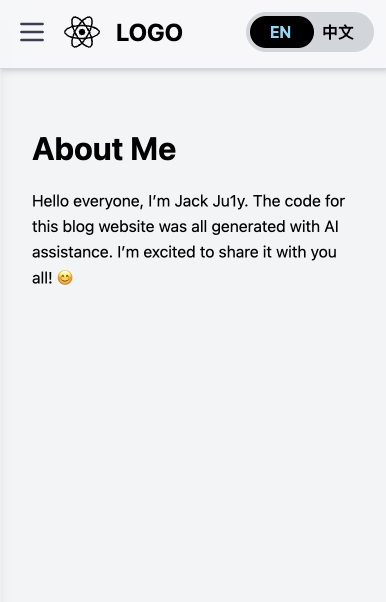 LOGO
EN
中文
About Me
Hello everyone, I’m Jack Ju1y. The code for
this blog website was all generated with AI
assistance. I’m excited to share it with you
all! 😊